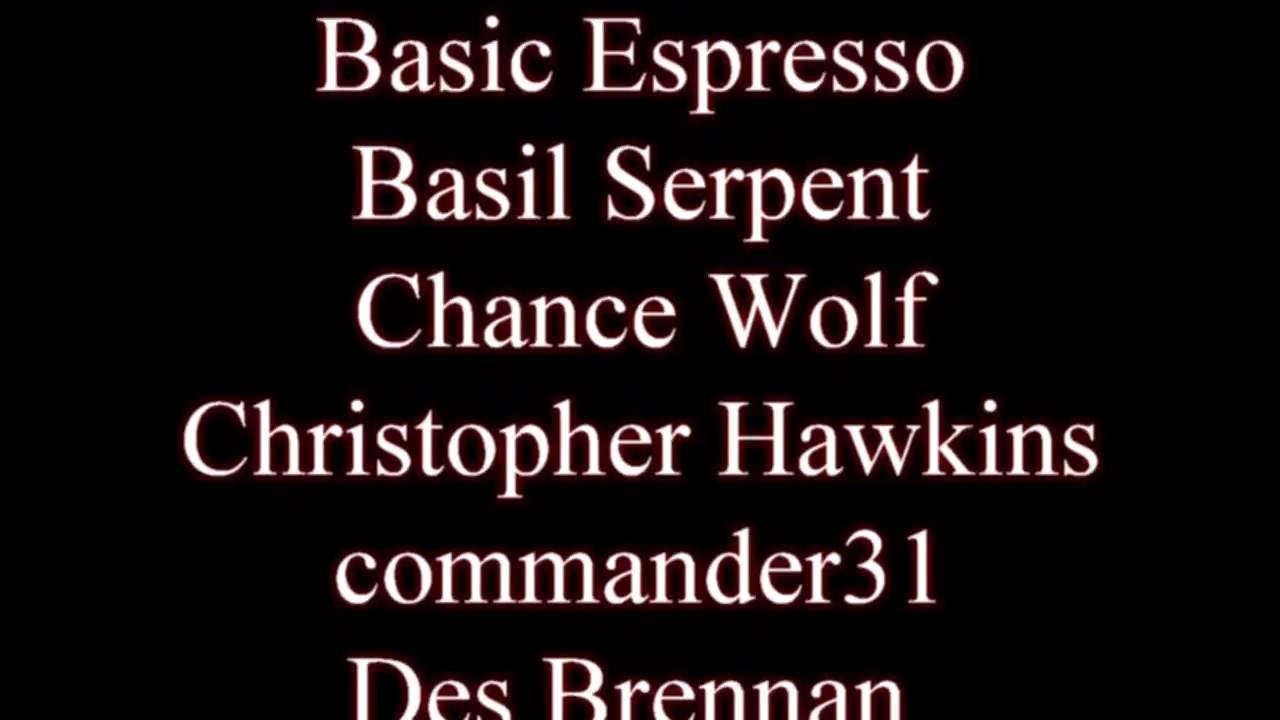 Basic Espresso
Basil Serpent
Chance Wolf
Christopher Hawkins
commander31
Des Brennan